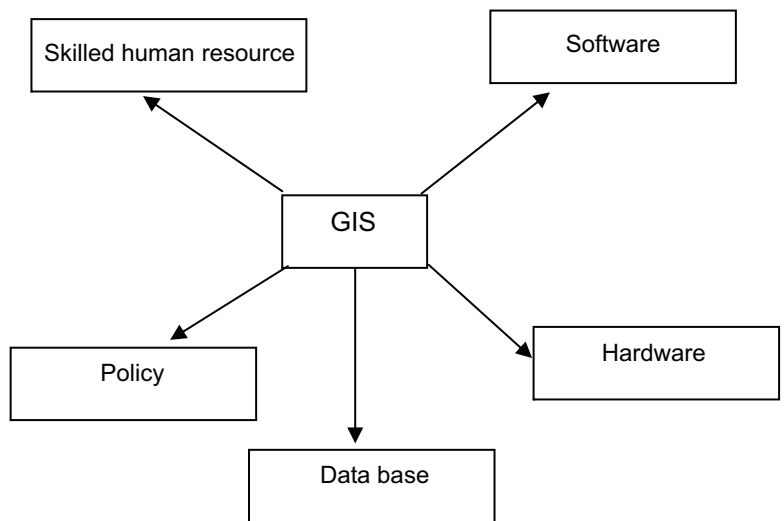 Skilled human resource
Software
GIS
Policy
Hardware
Data base